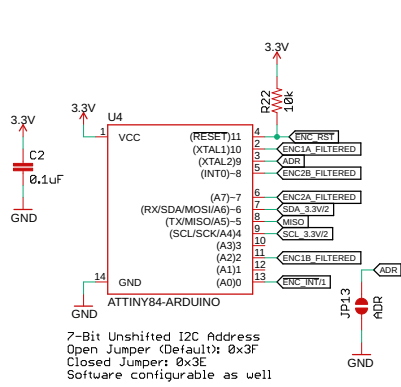 3.3V
R22
10k
3.3V
3.3V
U4
C2
0.1uF
GND
1 VCC
(RESET)11 4 ENC_RST
(XTAL1)10 2 ENC1A_FILTERED
(XTAL2)9 3 ADR
(INT0)~8 5 ENC2B_FILTERED
(A7)~7 6 ENC2A_FILTERED
(RX/SDA/MOSI/A6)~6 7 SDA_3.3V/2
(TX/MISO/A5)~5 8 MISO
(SCL/SCK/A4)4 9 SCL_3.3V/2
(A3)3 10
(A2)2 11 ENC1B_FILTERED
(A1)1 12
14 GND (A0)0 13 ENC_INT/1
ATTINY84-ARDUINO
GND
ADR
JP13
ADR
GND
7-Bit Unshifted I2C Address
Open Jumper (Default): 0x3F
Closed Jumper: 0x3E
Software configurable as well